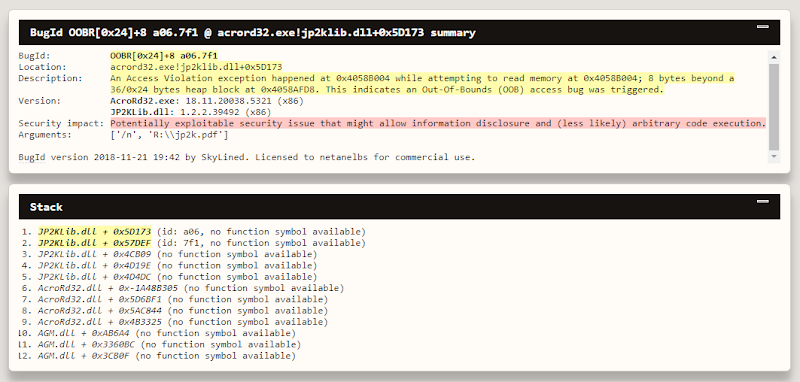 BugId OOBR[0x24]+8 a06.7f1 @ acrord32.exe!jp2klib.dll+0x5D173 summary
BugId: OOBR[0x24]+8 a06.7f1
Location: acrord32.exe!jp2klib.dll+0x5D173
Description: An Access Violation exception happened at 0x4058B004 while attempting to read memory at 0x4058B004; 8 bytes beyond a
36/0x24 bytes heap block at 0x4058AFD8. This indicates an Out-Of-Bounds (OOB) access bug was triggered.
Version: AcroRd32.exe: 18.11.20038.5321 (x86)
JP2KLib.dll: 1.2.2.39492 (x86)
Security impact: Potentially exploitable security issue that might allow information disclosure and (less likely) arbitrary code execution.
Arguments: ['/n', 'R:\\jp2k.pdf']
BugId version 2018-11-21 19:42 by SkyLined. Licensed to netanelbs for commercial use.
Stack
1. JP2KLib.dll + 0x5D173 (id: a06, no function symbol available)
2. JP2KLib.dll + 0x57DEF (id: 7f1, no function symbol available)
3. JP2KLib.dll + 0x4CB09 (no function symbol available)
4. JP2KLib.dll + 0x4D19E (no function symbol available)
5. JP2KLib.dll + 0x4D4DC (no function symbol available)
6. AcroRd32.dll + 0x-1A48B305 (no function symbol available)
7. AcroRd32.dll + 0x5D6BF1 (no function symbol available)
8. AcroRd32.dll + 0x5AC844 (no function symbol available)
9. AcroRd32.dll + 0x4B3325 (no function symbol available)
10. AGM.dll + 0xAB6A4 (no function symbol available)
11. AGM.dll + 0x3360BC (no function symbol available)
12. AGM.dll + 0x3CB0F (no function symbol available)